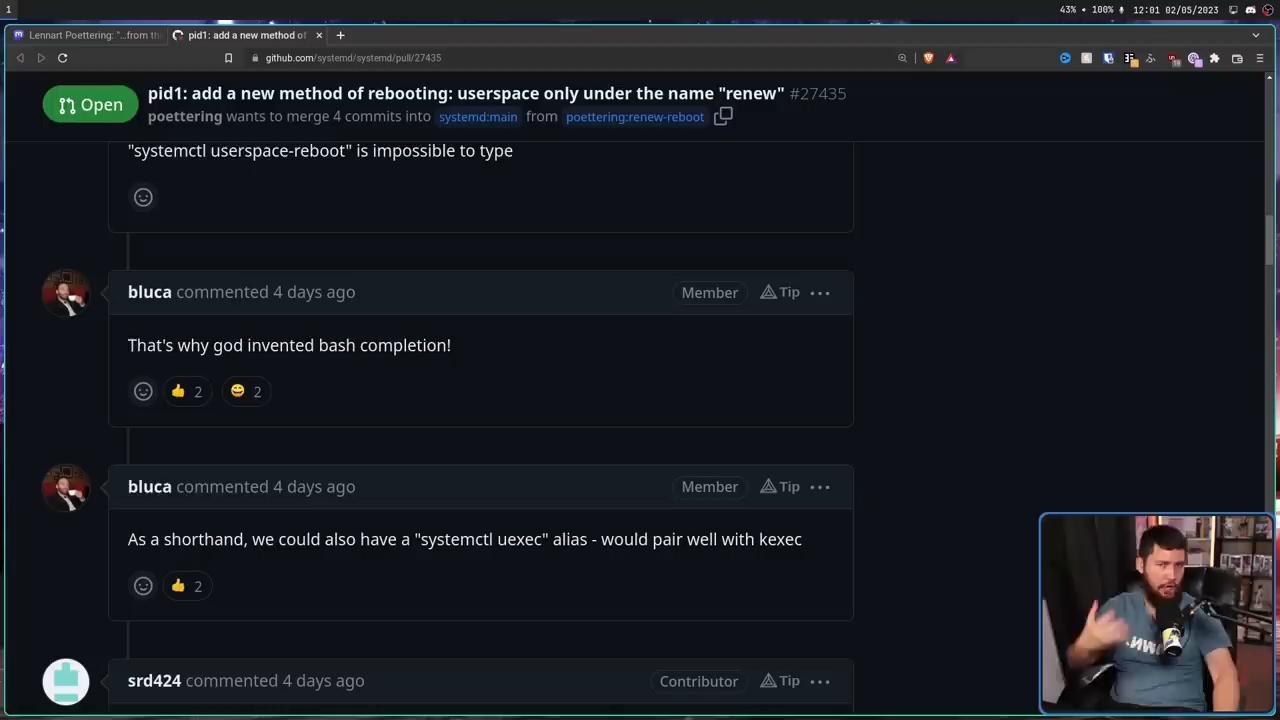 1
43%
100%
12:01 02/05/2023
Lennart Poettering: "...from th
pid1: add a new method of
github.com/systemd/systemd/pull/27435
Open
pid1: add a new method of rebooting: userspace only under the name "renew" #27435
poettering wants to merge 4 commits into systemd:main from poettering:renew-reboot
"systemctl userspace-reboot" is impossible to type
bluca commented 4 days ago
Member
Tip
That's why god invented bash completion!
2
2
bluca commented 4 days ago
Member
Tip
As a shorthand, we could also have a "systemctl uexec" alias - would pair well with kexec
2
srd424 commented 4 days ago
Contributor
Tip